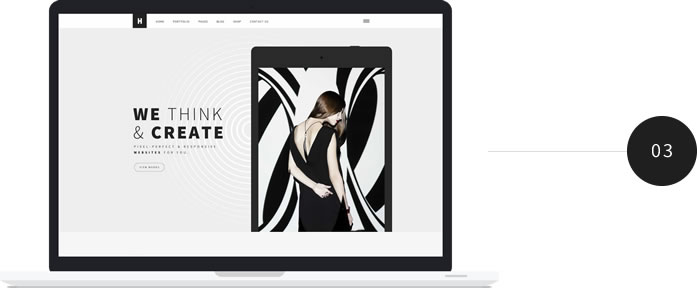 H HOME PORTFOLIO PAGES BLOG SHOP CONTACT US
WE THINK
& CREATE
PIXEL-PERFECT & RESPONSIVE
WEBSITES FOR YOU.
VIEW WORKS
03